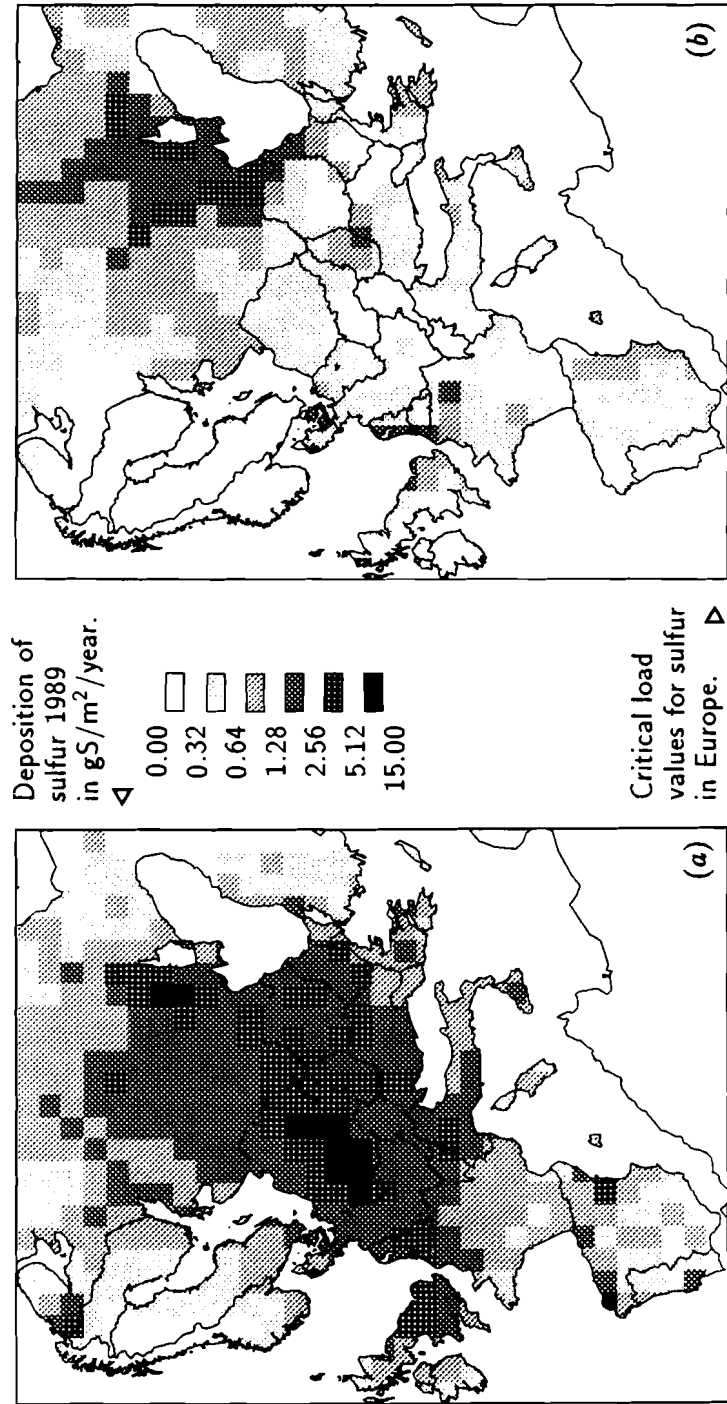 Deposition of
sulfur 1989
in gS/m²/year.
◁
0.00
0.32
0.64
1.28
2.56
5.12
15.00
Critical load
values for sulfur
in Europe. ▷
(a)
(b)